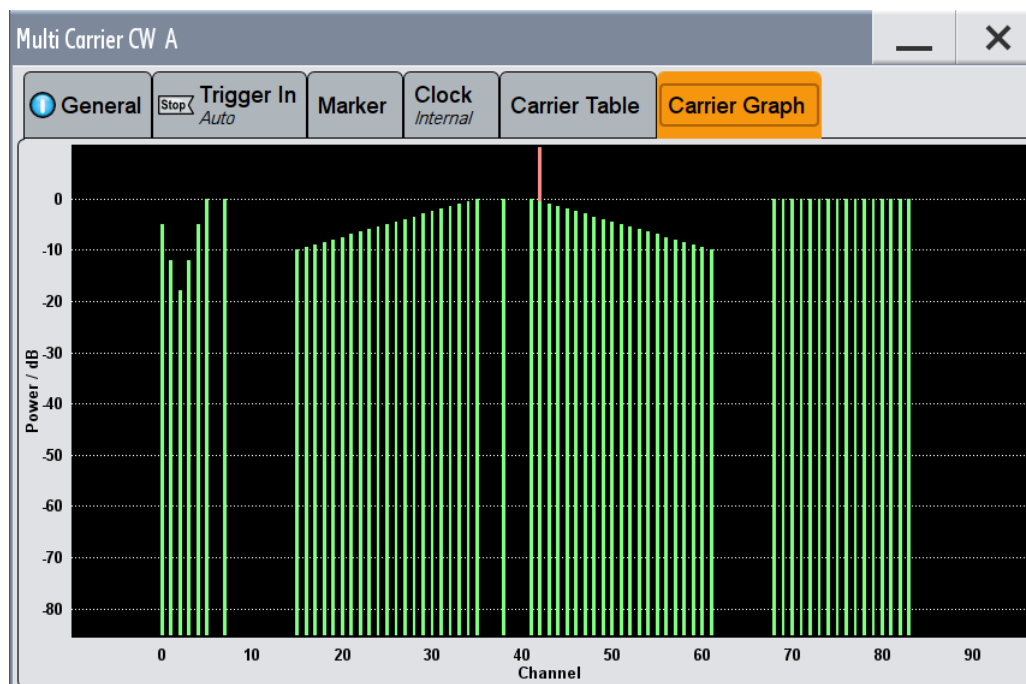 Multi Carrier CW A
General
Stop
Trigger In
Auto
Marker
Clock
Internal
Carrier Table
Carrier Graph
Power / dB
0
-10
-20
-30
-40
-50
-60
-70
-80
0 10 20 30 40 50 60 70 80 90
Channel